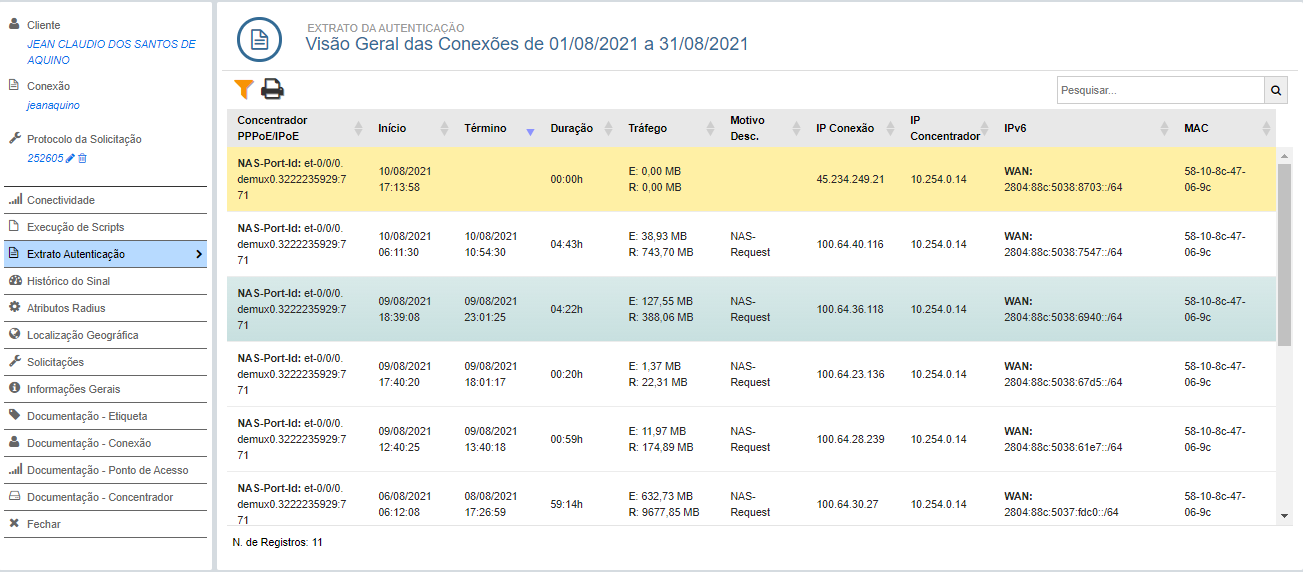 Cliente
JEAN CLAUDIO DOS SANTOS DE
AQUINO
Conexão
jeanaquino
Protocolo da Solicitação
252605
Conectividade
Execução de Scripts
Extrato Autenticação
Histórico do Sinal
Atributos Radius
Localização Geográfica
Solicitações
Informações Gerais
Documentação - Etiqueta
Documentação - Conexão
Documentação - Ponto de Acesso
Documentação - Concentrador
Fechar
EXTRATO DA AUTENTICAÇÃO
Visão Geral das Conexões de 01/08/2021 a 31/08/2021
Pesquisar...
Concentrador Motivo IP
PPPoE/IPoE Início Término Duração Tráfego Desc. IP Conexão Concentrador IPv6 MAC
NAS-Port-Id: et-0/0/0. 10/08/2021 E: 0,00 MB WAN: 58-10-8c-47-
demux0.3222235929:7 17:13:58 00:00h R: 0,00 MB 45.234.249.21 10.254.0.14 2804:88c:5038:8703::/64 06-9c
71
NAS-Port-Id: et-0/0/0. 10/08/2021 10/08/2021 E: 38,93 MB NAS- WAN: 58-10-8c-47-
demux0.3222235929:7 06:11:30 10:54:30 04:43h R: 743,70 MB Request 100.64.40.116 10.254.0.14 2804:88c:5038:7547::/64 06-9c
71
NAS-Port-Id: et-0/0/0. 09/08/2021 09/08/2021 E: 127,55 MB NAS- WAN: 58-10-8c-47-
demux0.3222235929:7 18:39:08 23:01:25 04:22h R: 388,06 MB Request 100.64.36.118 10.254.0.14 2804:88c:5038:6940::/64 06-9c
71
NAS-Port-Id: et-0/0/0. 09/08/2021 09/08/2021 E: 1,37 MB NAS- WAN: 58-10-8c-47-
demux0.3222235929:7 17:40:20 18:01:17 00:20h R: 22,31 MB Request 100.64.23.136 10.254.0.14 2804:88c:5038:67d5::/64 06-9c
71
NAS-Port-Id: et-0/0/0. 09/08/2021 09/08/2021 E: 11,97 MB NAS- WAN: 58-10-8c-47-
demux0.3222235929:7 12:40:25 13:40:18 00:59h R: 174,89 MB Request 100.64.28.239 10.254.0.14 2804:88c:5038:61e7::/64 06-9c
71
NAS-Port-Id: et-0/0/0. 06/08/2021 08/08/2021 E: 632,73 MB NAS- WAN: 58-10-8c-47-
demux0.3222235929:7 06:12:08 17:26:59 59:14h R: 9677,85 MB Request 100.64.30.27 10.254.0.14 2804:88c:5037:fdc0::/64 06-9c
71
N. de Registros: 11